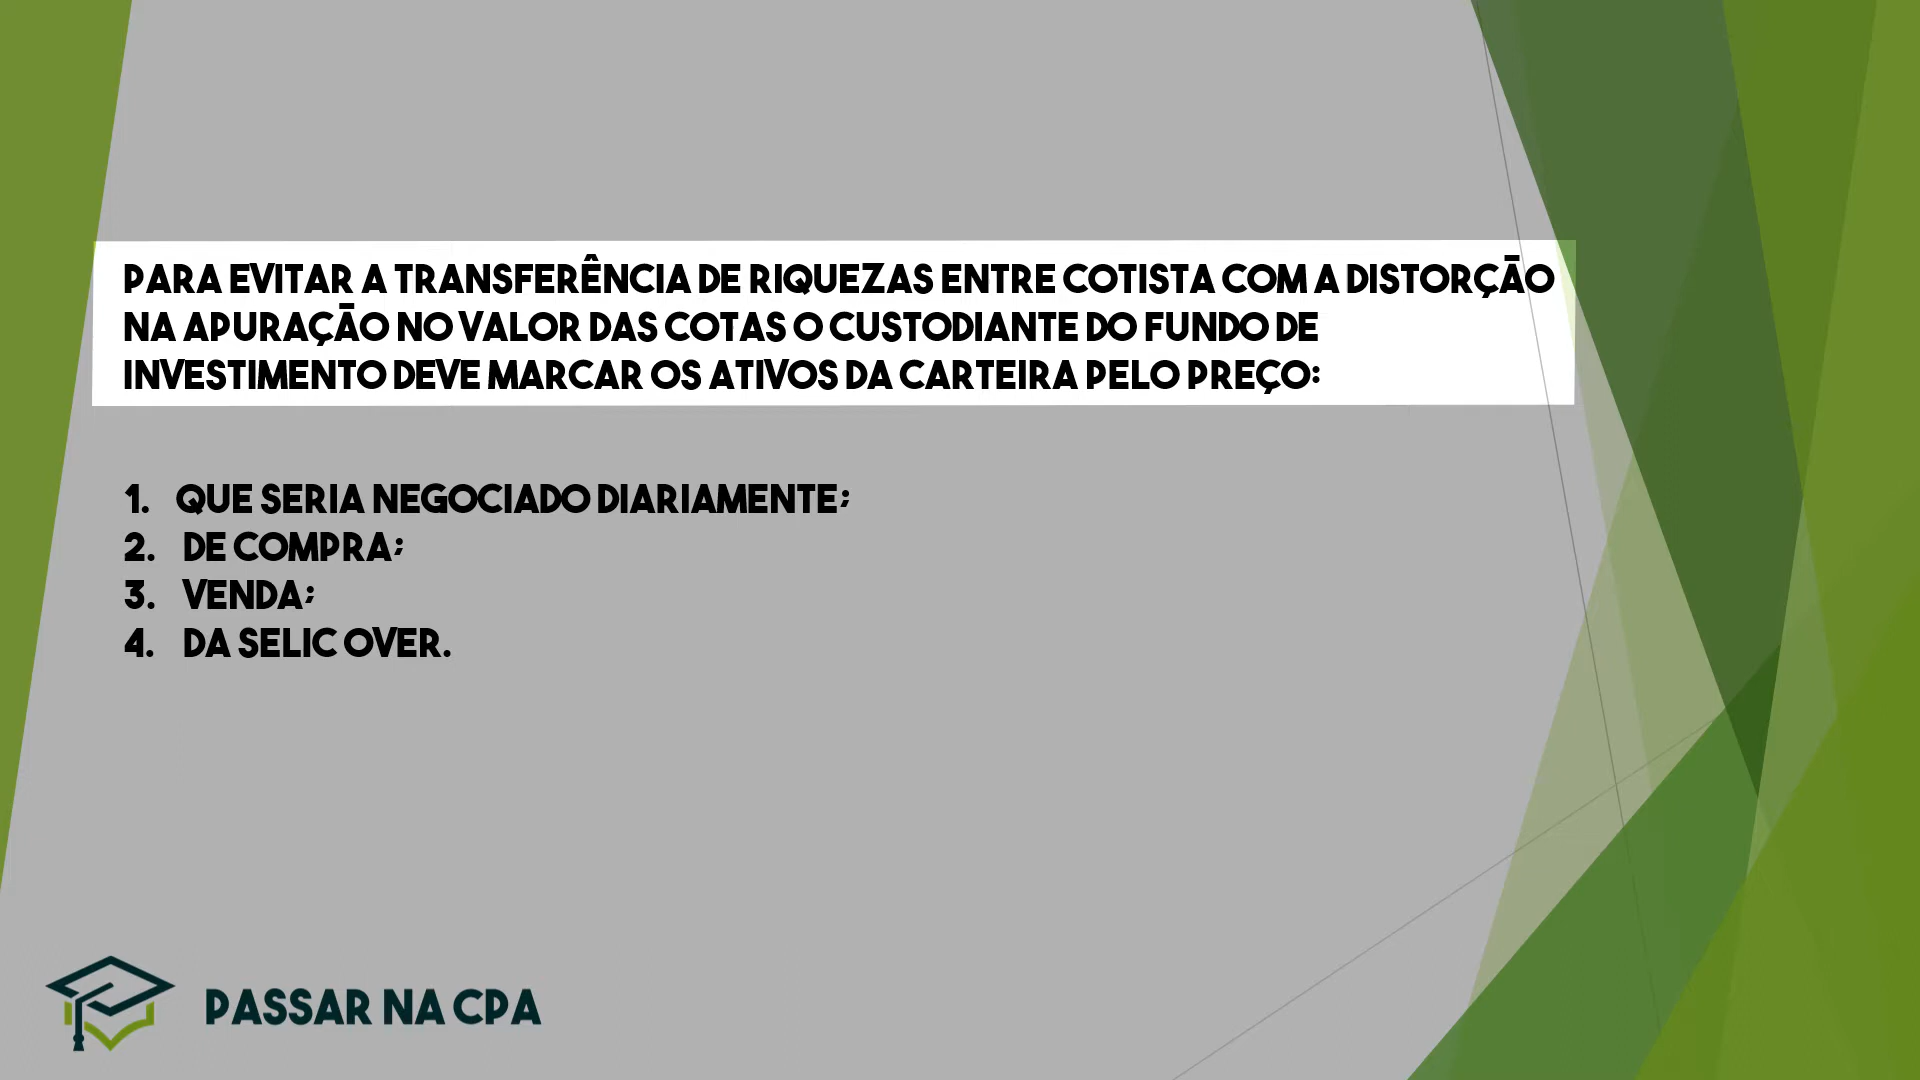 PARA EVITAR A TRANSFERÊNCIA DE RIQUEZAS ENTRE COTISTA COM A DISTORÇÃO
NA APURAÇÃO NO VALOR DAS COTAS O CUSTODIANTE DO FUNDO DE
INVESTIMENTO DEVE MARCAR OS ATIVOS DA CARTEIRA PELO PREÇO:
1. QUE SERIA NEGOCIADO DIARIAMENTE;
2. DE COMPRA;
3. VENDA;
4. DA SELIC OVER.
PASSAR NA CPA